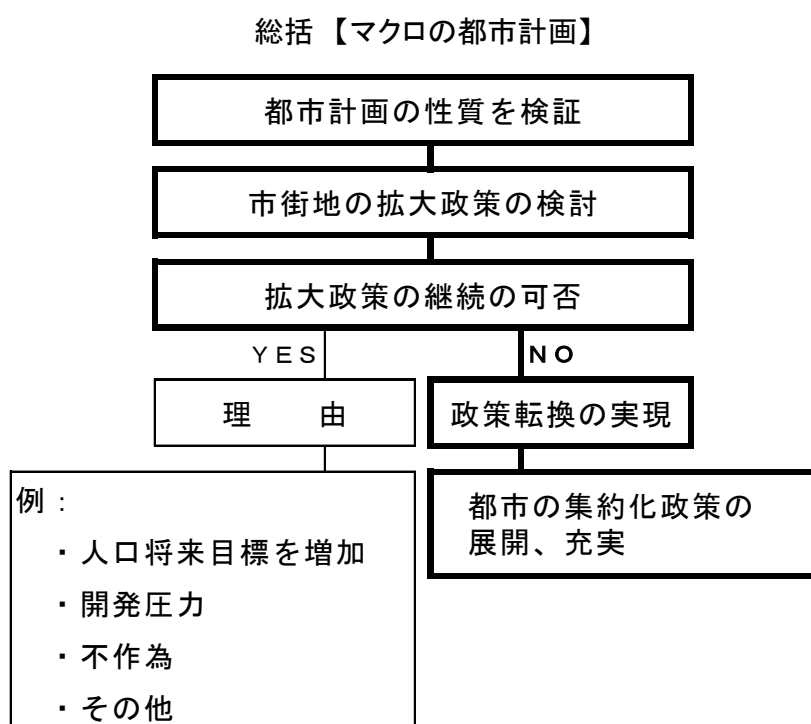 総括 【マクロの都市計画】
都市計画の性質を検証
市街地の拡大政策の検討
拡大政策の継続の可否
YES
NO
理　　由
政策転換の実現
例：
・人口将来目標を増加
・開発圧力
・不作為
・その他
都市の集約化政策の
展開、充実